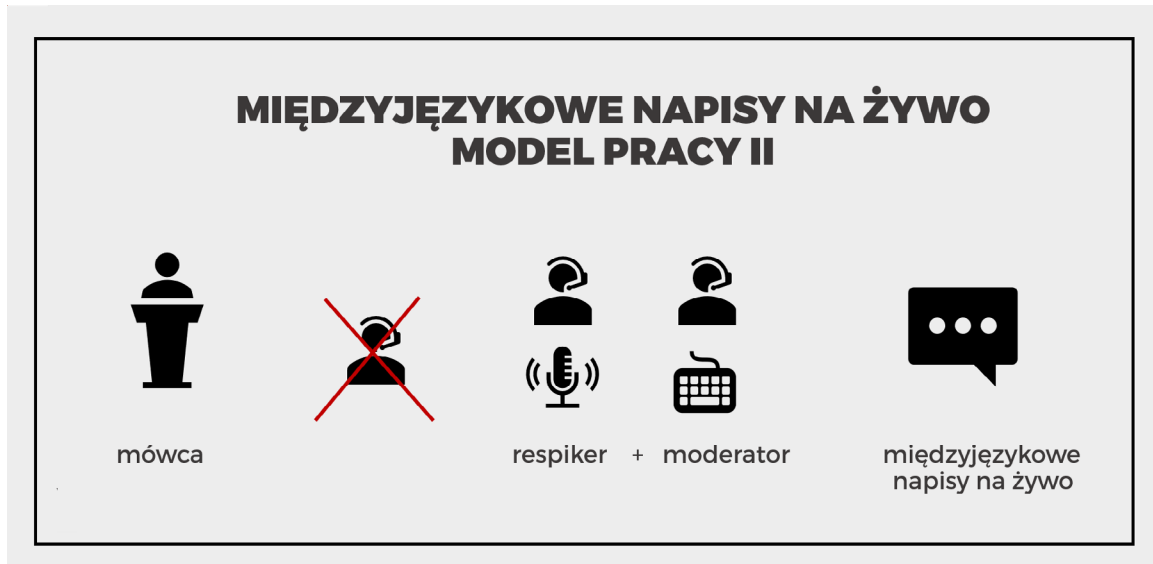 MIĘDZYJĘZYKOWE NAPISY NA ŻYWO
MODEL PRACY II
mówca
respiker + moderator
międzyjęzykowe
napisy na żywo